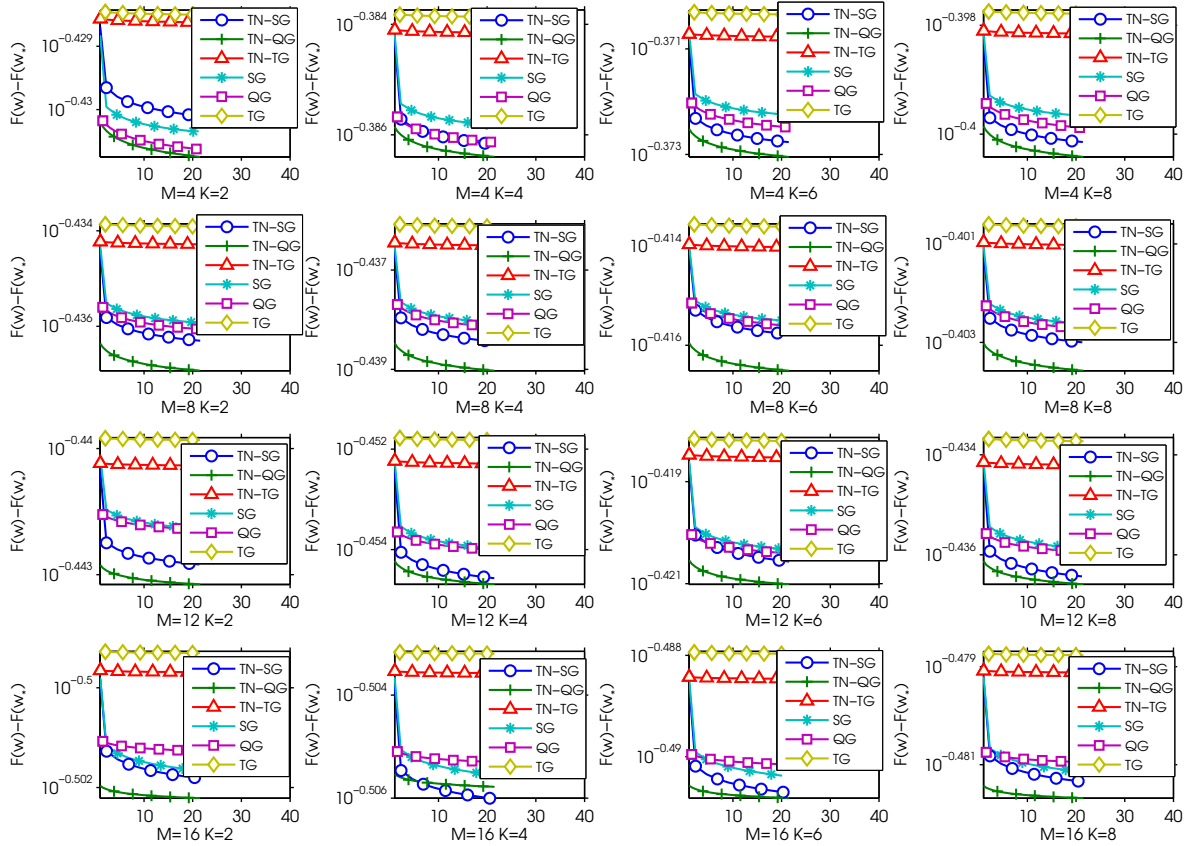 10^−0.429
10^−0.43
F(w)−F(w*)
TN−SG
TN−QG
TN−TG
SG
QG
TG
10 20 30 40
M=4 K=2
10^−0.384
10^−0.386
F(w)−F(w*)
TN−SG
TN−QG
TN−TG
SG
QG
TG
10 20 30 40
M=4 K=4
10^−0.371
10^−0.373
F(w)−F(w*)
TN−SG
TN−QG
TN−TG
SG
QG
TG
10 20 30 40
M=4 K=6
10^−0.398
10^−0.4
F(w)−F(w*)
TN−SG
TN−QG
TN−TG
SG
QG
TG
10 20 30 40
M=4 K=8
10^−0.434
10^−0.436
F(w)−F(w*)
TN−SG
TN−QG
TN−TG
SG
QG
TG
10 20 30 40
M=8 K=2
10^−0.437
10^−0.439
F(w)−F(w*)
TN−SG
TN−QG
TN−TG
SG
QG
TG
10 20 30 40
M=8 K=4
10^−0.414
10^−0.416
F(w)−F(w*)
TN−SG
TN−QG
TN−TG
SG
QG
TG
10 20 30 40
M=8 K=6
10^−0.401
10^−0.403
F(w)−F(w*)
TN−SG
TN−QG
TN−TG
SG
QG
TG
10 20 30 40
M=8 K=8
10^−0.44
10^−0.443
F(w)−F(w*)
TN−SG
TN−QG
TN−TG
SG
QG
TG
10 20 30 40
M=12 K=2
10^−0.452
10^−0.454
F(w)−F(w*)
TN−SG
TN−QG
TN−TG
SG
QG
TG
10 20 30 40
M=12 K=4
10^−0.419
10^−0.421
F(w)−F(w*)
TN−SG
TN−QG
TN−TG
SG
QG
TG
10 20 30 40
M=12 K=6
10^−0.434
10^−0.436
F(w)−F(w*)
TN−SG
TN−QG
TN−TG
SG
QG
TG
10 20 30 40
M=12 K=8
10^−0.5
10^−0.502
F(w)−F(w*)
TN−SG
TN−QG
TN−TG
SG
QG
TG
10 20 30 40
M=16 K=2
10^−0.504
10^−0.506
F(w)−F(w*)
TN−SG
TN−QG
TN−TG
SG
QG
TG
10 20 30 40
M=16 K=4
10^−0.488
10^−0.49
F(w)−F(w*)
TN−SG
TN−QG
TN−TG
SG
QG
TG
10 20 30 40
M=16 K=6
10^−0.479
10^−0.481
F(w)−F(w*)
TN−SG
TN−QG
TN−TG
SG
QG
TG
10 20 30 40
M=16 K=8